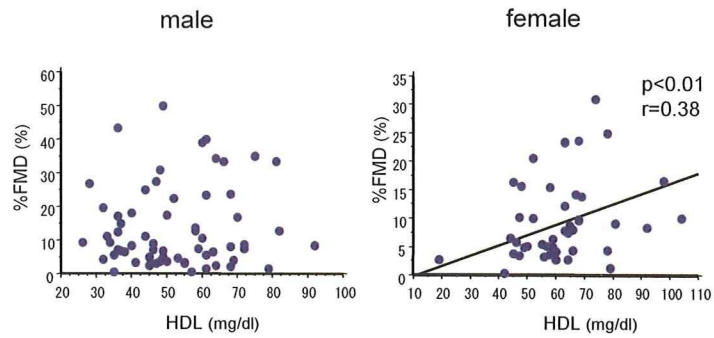 male
%FMD (%)
60
50
40
30
20
10
0
20 30 40 50 60 70 80 90 100
HDL (mg/dl)
female
p<0.01
r=0.38
%FMD (%)
35
30
25
20
15
10
5
0
10 20 30 40 50 60 70 80 90 100 110
HDL (mg/dl)